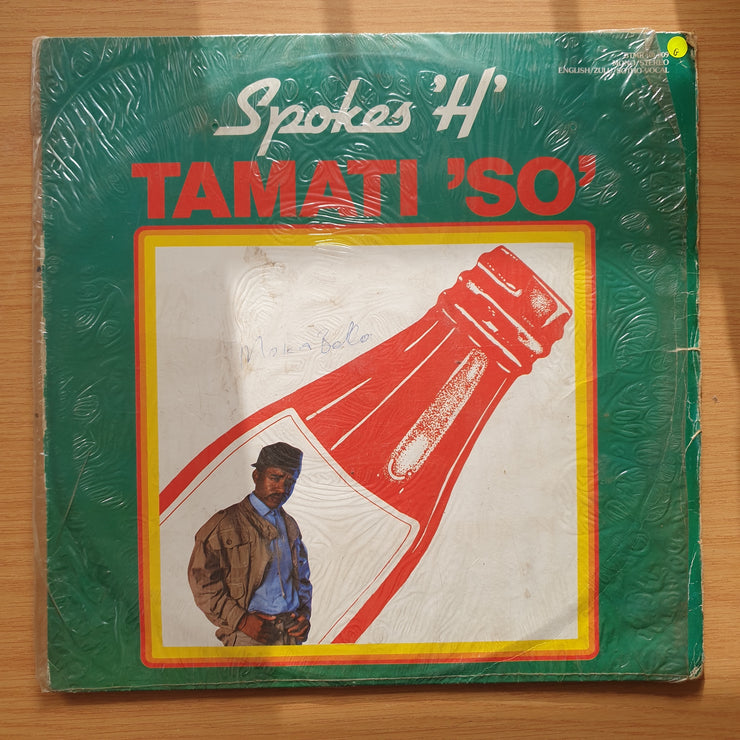 MONO/STEREO
ENGLISH/ZULU/SOTHO-VOCAL
G
Spokes 'H'
TAMATI 'SO'